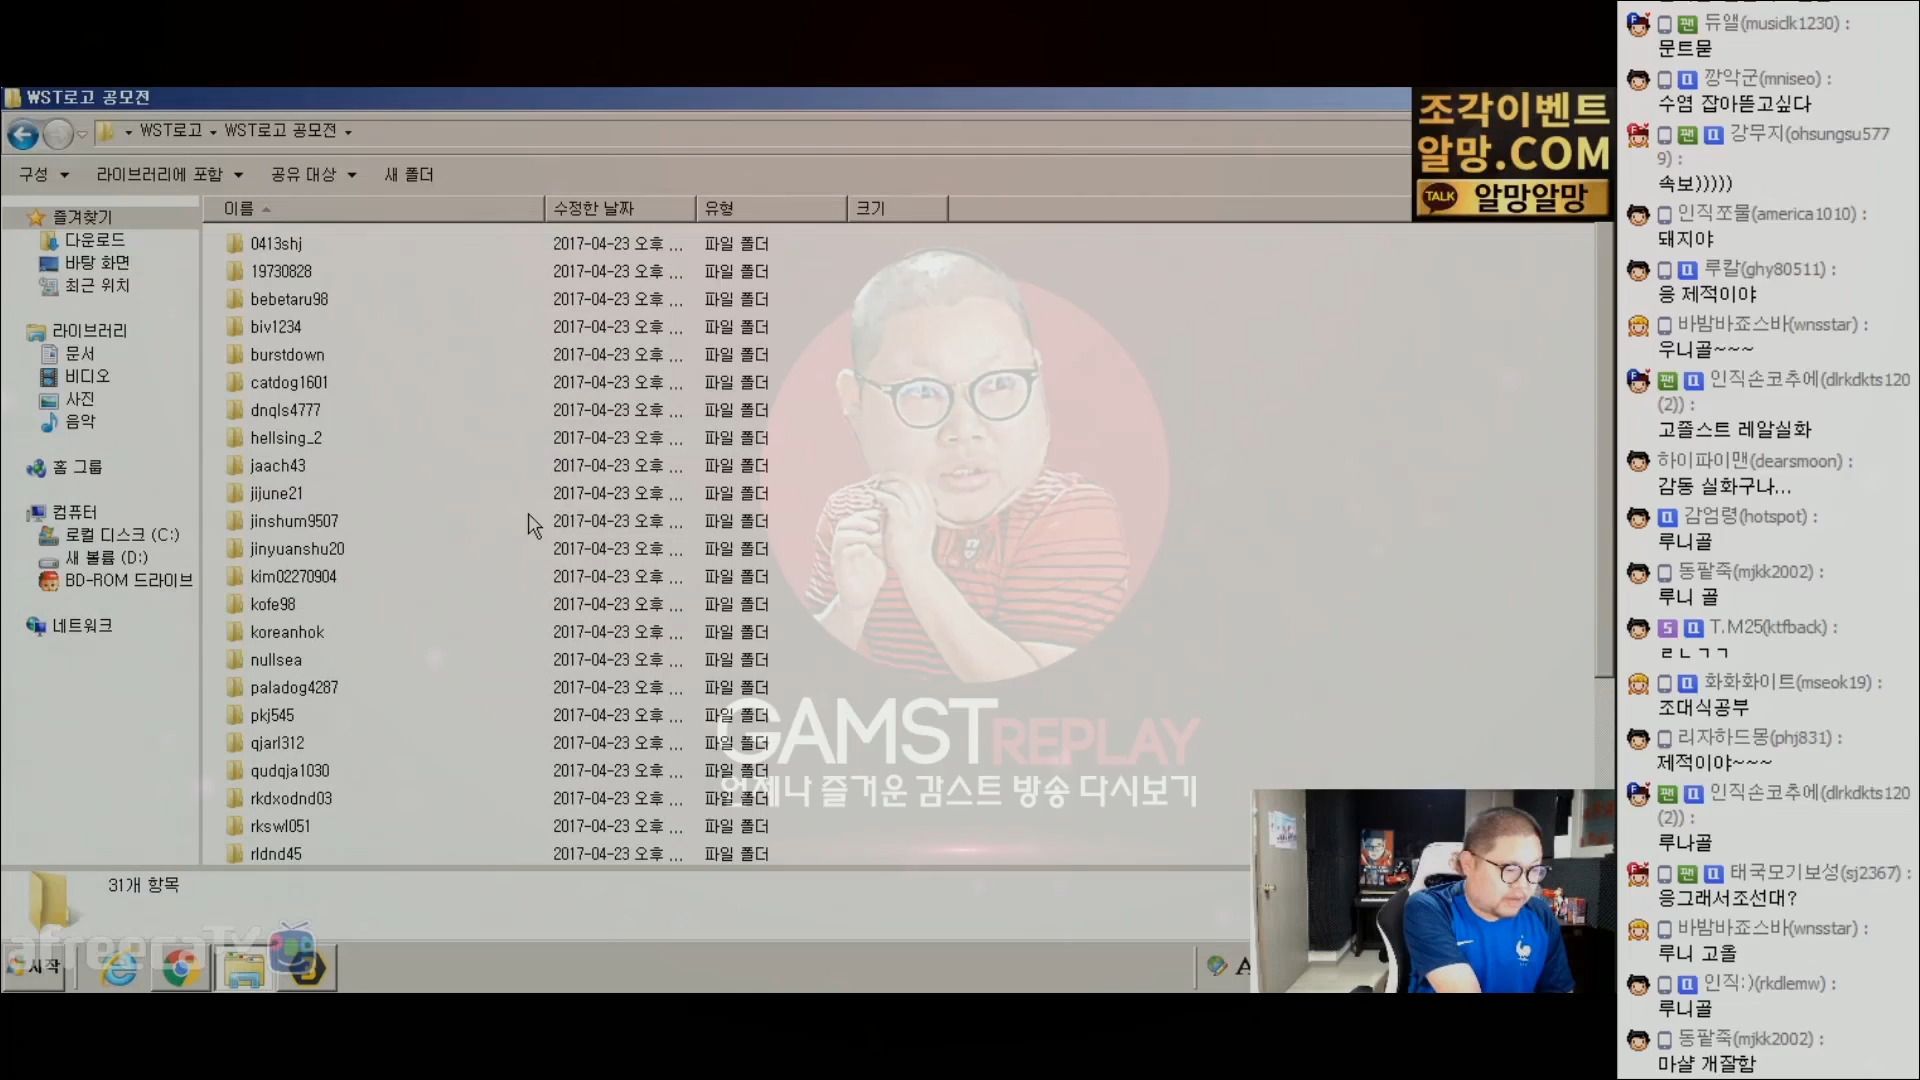 WST로고 공모전
WST로고 WST로고 공모전
구성 라이브러리에 포함 공유 대상 새 폴더
조각이벤트
알망.COM
TALK 알망알망
즐겨찾기
다운로드
바탕 화면
최근 위치
라이브러리
문서
비디오
사진
음악
홈 그룹
컴퓨터
로컬 디스크 (C:)
새 볼륨 (D:)
BD-ROM 드라이브
네트워크
이름 수정한 날짜 유형 크기
0413shj 2017-04-23 오후 ... 파일 폴더
19730828 2017-04-23 오후 ... 파일 폴더
bebetaru98 2017-04-23 오후 ... 파일 폴더
biv1234 2017-04-23 오후 ... 파일 폴더
burstdown 2017-04-23 오후 ... 파일 폴더
catdog1601 2017-04-23 오후 ... 파일 폴더
dnqls4777 2017-04-23 오후 ... 파일 폴더
hellsing_2 2017-04-23 오후 ... 파일 폴더
jaach43 2017-04-23 오후 ... 파일 폴더
jijune21 2017-04-23 오후 ... 파일 폴더
jinshum9507 2017-04-23 오후 ... 파일 폴더
jinyuanshu20 2017-04-23 오후 ... 파일 폴더
kim02270904 2017-04-23 오후 ... 파일 폴더
kofe98 2017-04-23 오후 ... 파일 폴더
koreanhok 2017-04-23 오후 ... 파일 폴더
nullsea 2017-04-23 오후 ... 파일 폴더
paladog4287 2017-04-23 오후 ... 파일 폴더
pkj545 2017-04-23 오후 ... 파일 폴더
qjarl312 2017-04-23 오후 ... 파일 폴더
qudqja1030 2017-04-23 오후 ... 파일 폴더
rkdxodnd03 2017-04-23 오후 ... 파일 폴더
rkswl051 2017-04-23 오후 ... 파일 폴더
rldnd45 2017-04-23 오후 ... 파일 폴더
GAMST REPLAY
언제나 즐거운 감스트 방송 다시보기
31개 항목
afreecaTV
시작
A
팬 듀앨(musiclk1230) :
문트묻
깡악군(mniseo) :
수염 잡아뜯고싶다
팬 강무지(ohsungsu577
9) :
속보)))))
인직쪼물(america1010) :
돼지야
루칼(ghy80511) :
응 제적이야
바밤바죠스바(wnsstar) :
우니골~~~
팬 인직손코추에(dlrkdkts120
(2)) :
고졸스트 레알실화
하이파이맨(dearsmoon) :
감동 실화구나...
감엄령(hotspot) :
루니골
동팥죽(mjkk2002) :
루니 골
S T.M25(ktfback) :
ㄹㄴㄱㄱ
화화화이트(mseok19) :
조대식공부
리자하드몽(phj831) :
제적이야~~~
팬 인직손코추에(dlrkdkts120
(2)) :
루나골
팬 태국모기보성(sj2367) :
응그래서조선대?
바밤바죠스바(wnsstar) :
루니 고올
인직:)(rkdlemw) :
루니골
동팥죽(mjkk2002) :
마샬 개잘함